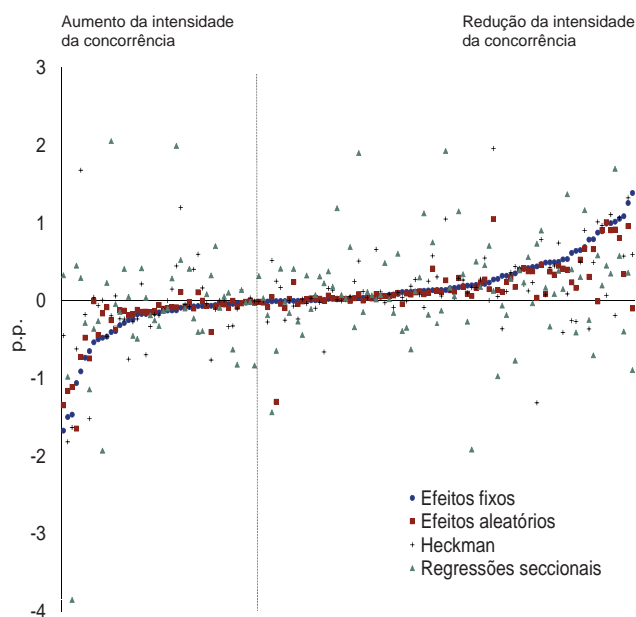 Aumento da intensidade
da concorrência
Redução da intensidade
da concorrência
3
2
1
0
-1
-2
-3
-4
p.p.
Efeitos fixos
Efeitos aleatórios
Heckman
Regressões seccionais